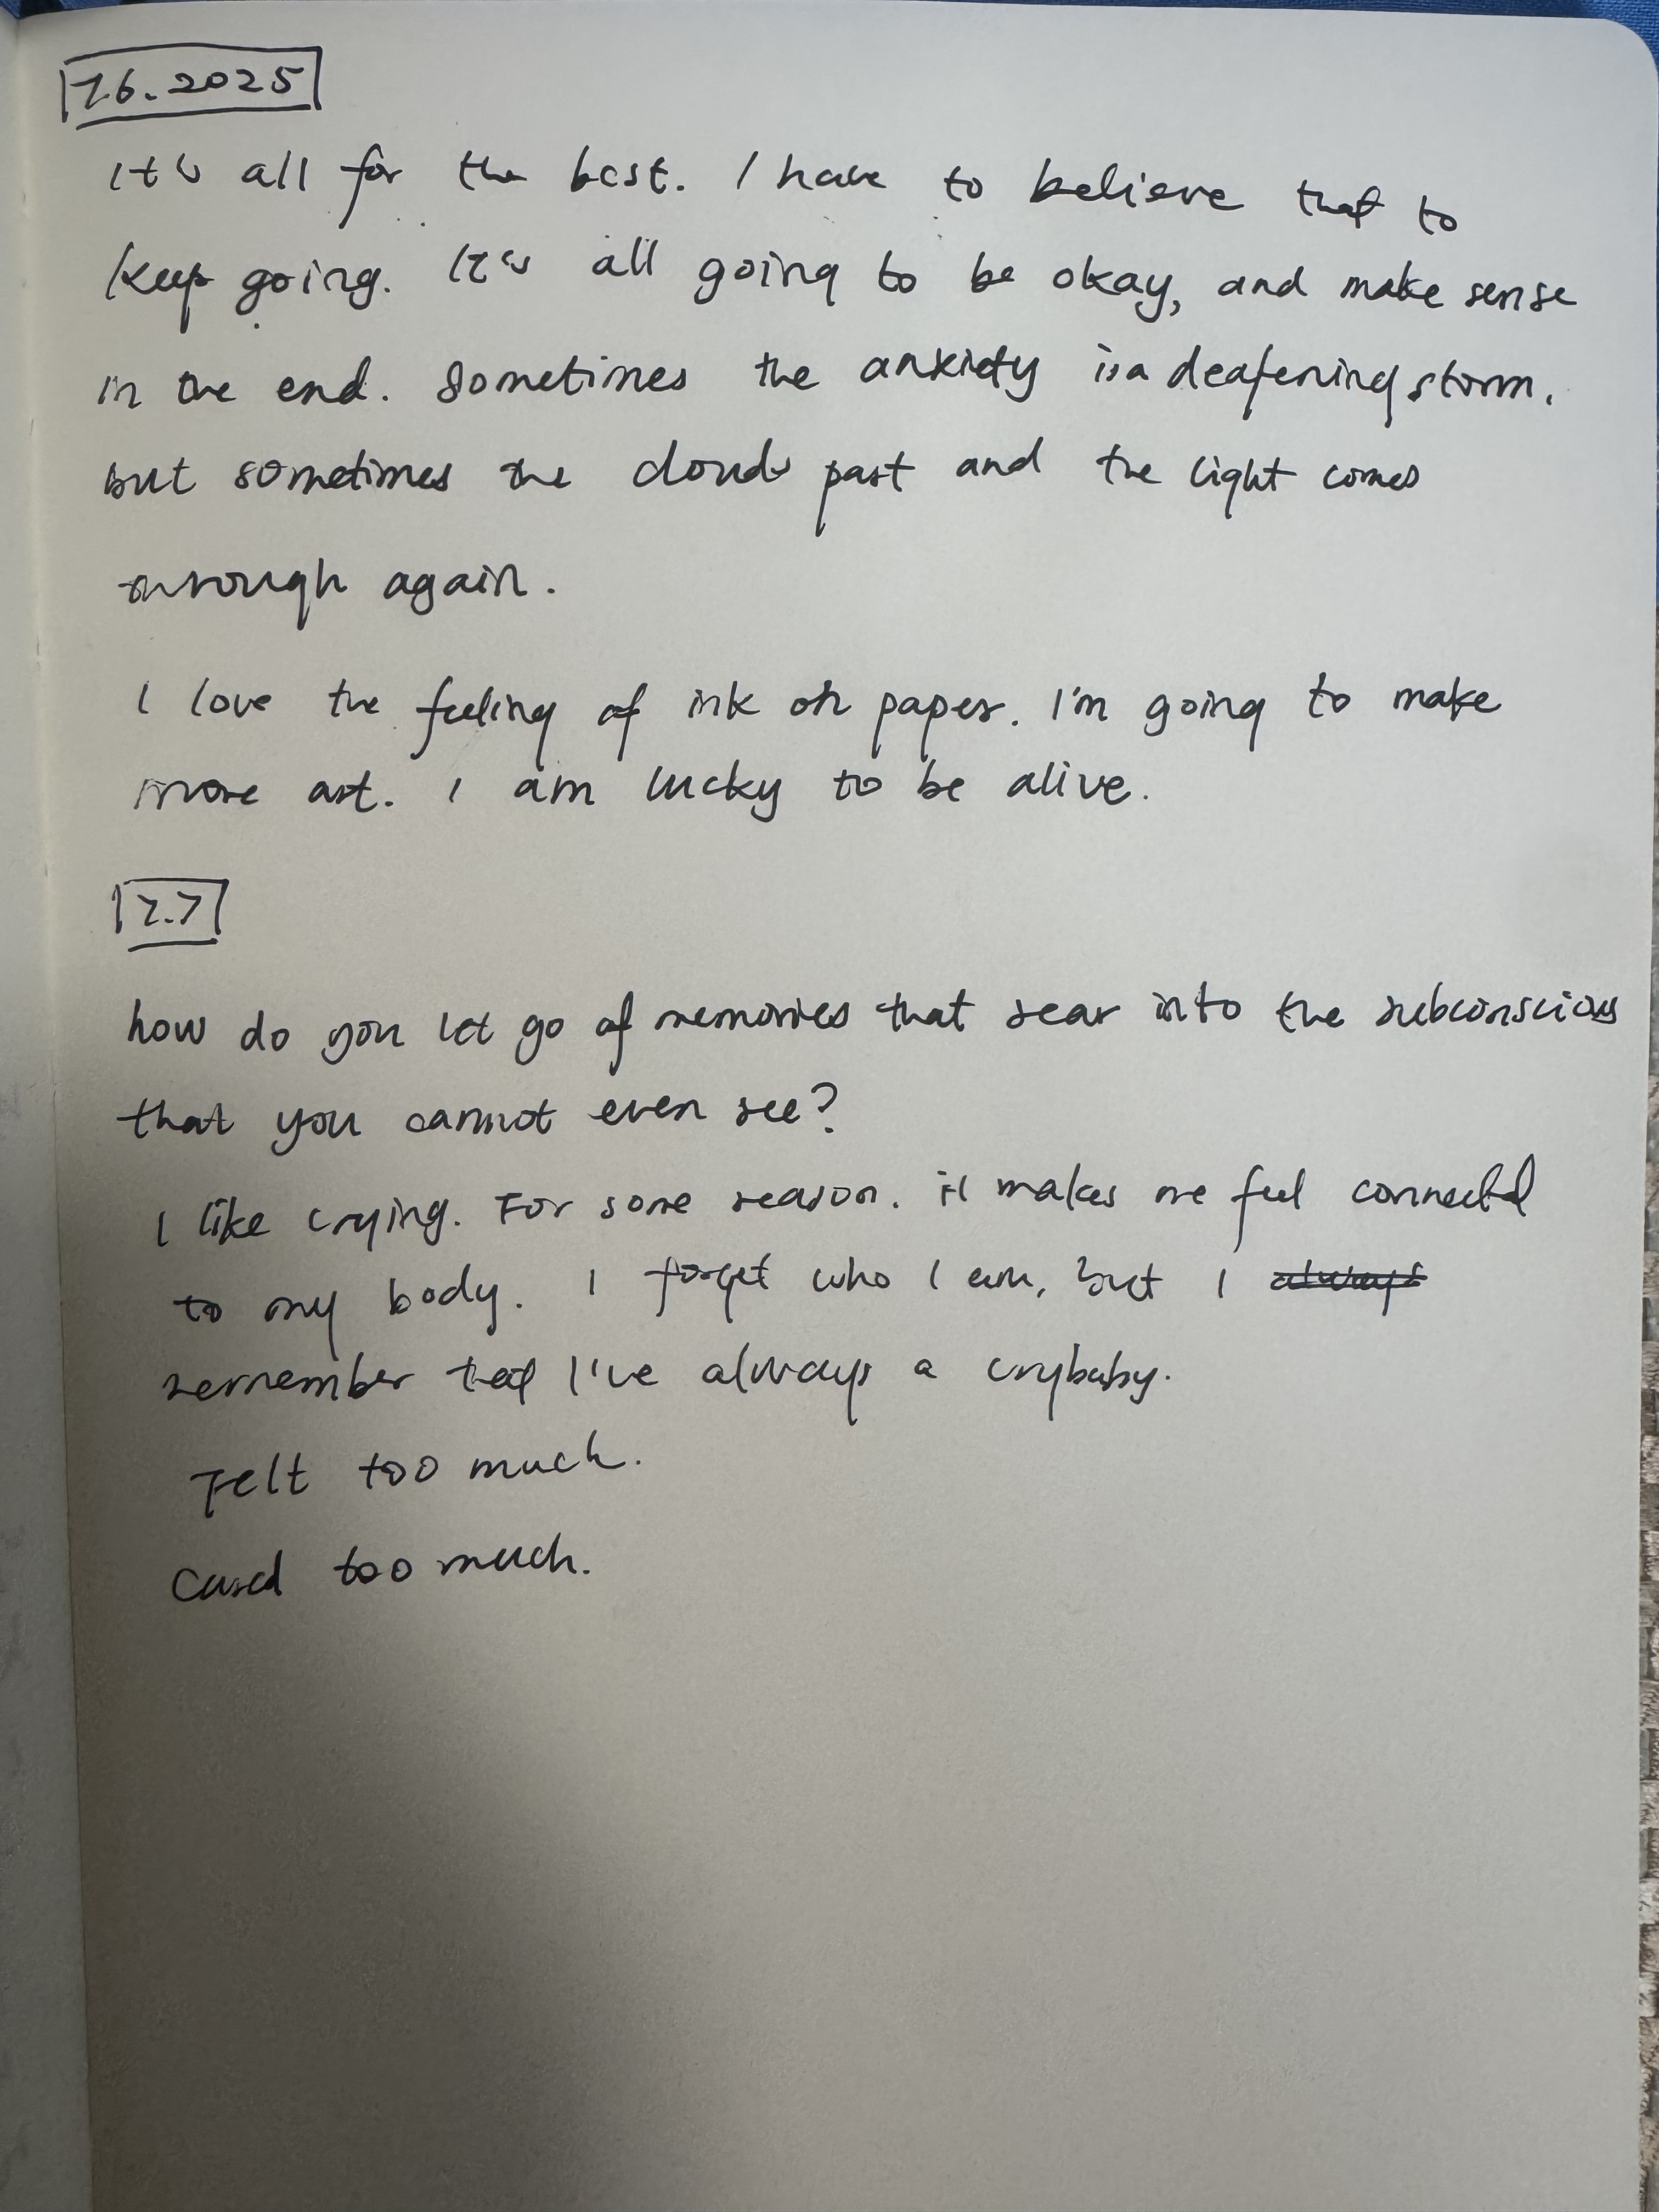 7.6.2025
It's all for the best. I have to believe that to
keep going. It's all going to be okay, and make sense
in the end. Sometimes the anxiety is a deafening storm,
but sometimes the clouds past and the light comes
through again.
I love the feeling of ink on paper. I'm going to make
more art. I am lucky to be alive.
7.7
how do you let go of memories that sear into the subconscious
that you cannot even see?
I like crying. For some reason. it makes me feel connected
to my body. I forget who I am, but I always
remember that I've always a crybaby.
Felt too much.
Cared too much.